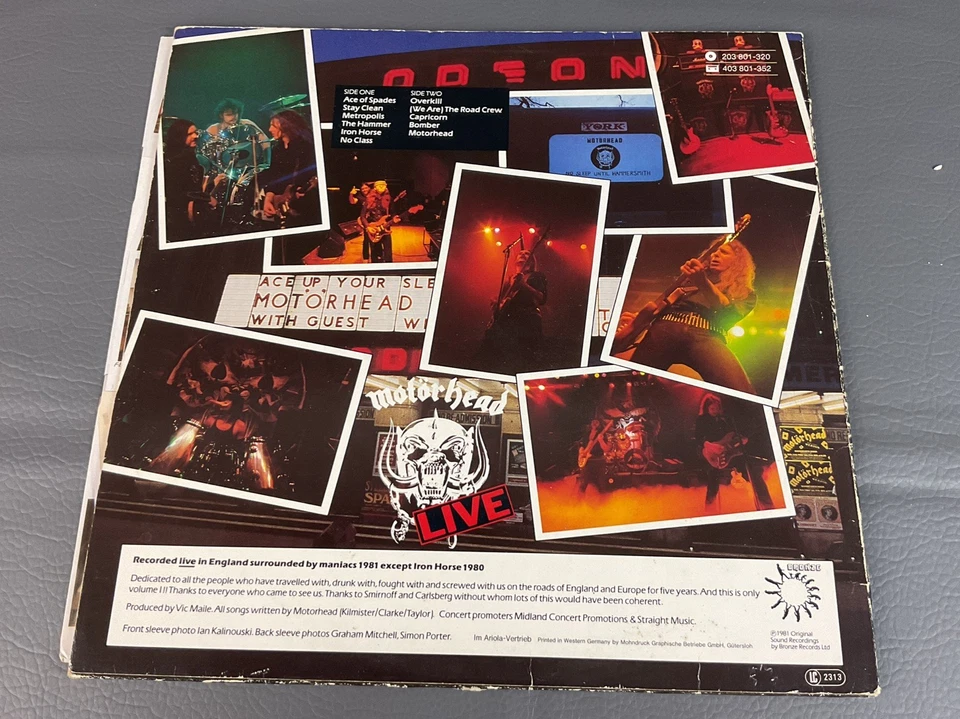 ODEON
203 801-320
403 801-352
SIDE ONE
Ace of Spades
Stay Clean
Metropolis
The Hammer
Iron Horse
No Class
SIDE TWO
Overkill
(We Are) The Road Crew
Capricorn
Bomber
Motorhead
YORK
MOTORHEAD
NO SLEEP UNTIL HAMMERSMITH
ACE UP YOUR SLE
MOTÖRHEAD
WITH GUEST
motörhead
LIVE
Motörhead
Motörhead
Recorded live in England surrounded by maniacs 1981 except Iron Horse 1980
Dedicated to all the people who have travelled with, drunk with, fought with and screwed with us on the roads of England and Europe for five years. And this is only
volume 1!! Thanks to everyone who came to see us. Thanks to Smirnoff and Carlsberg without whom lots of this would have been coherent.
Produced by Vic Maile. All songs written by Motorhead (Kilmister/Clarke/Taylor). Concert promoters Midland Concert Promotions & Straight Music.
Front sleeve photo Ian Kalinouski. Back sleeve photos Graham Mitchell, Simon Porter.
Im Ariola-Vertrieb
Printed in Western Germany by Mohndruck Graphische Betriebe GmbH, Gütersloh
BRONZE
℗ 1981 Original
Sound Recordings
by Bronze Records Ltd
LC 2313